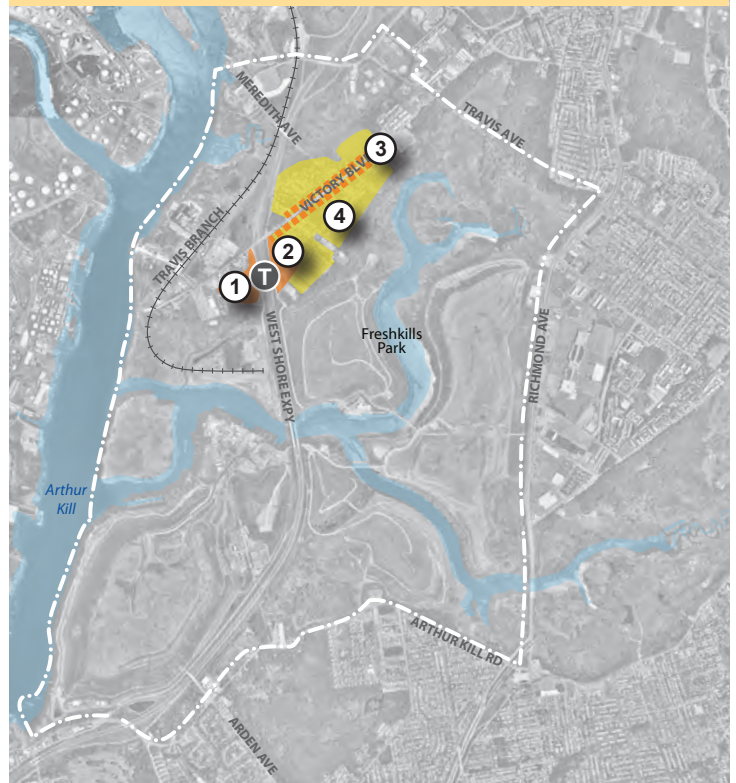 MEREDITH AVE
TRAVIS AVE
3
VICTORY BLV
4
TRAVIS BRANCH
2
T
1
WEST SHORE EXPY
Freshkills
Park
RICHMOND AVE
Arthur
Kill
ARTHUR KILL RD
ARDEN AVE